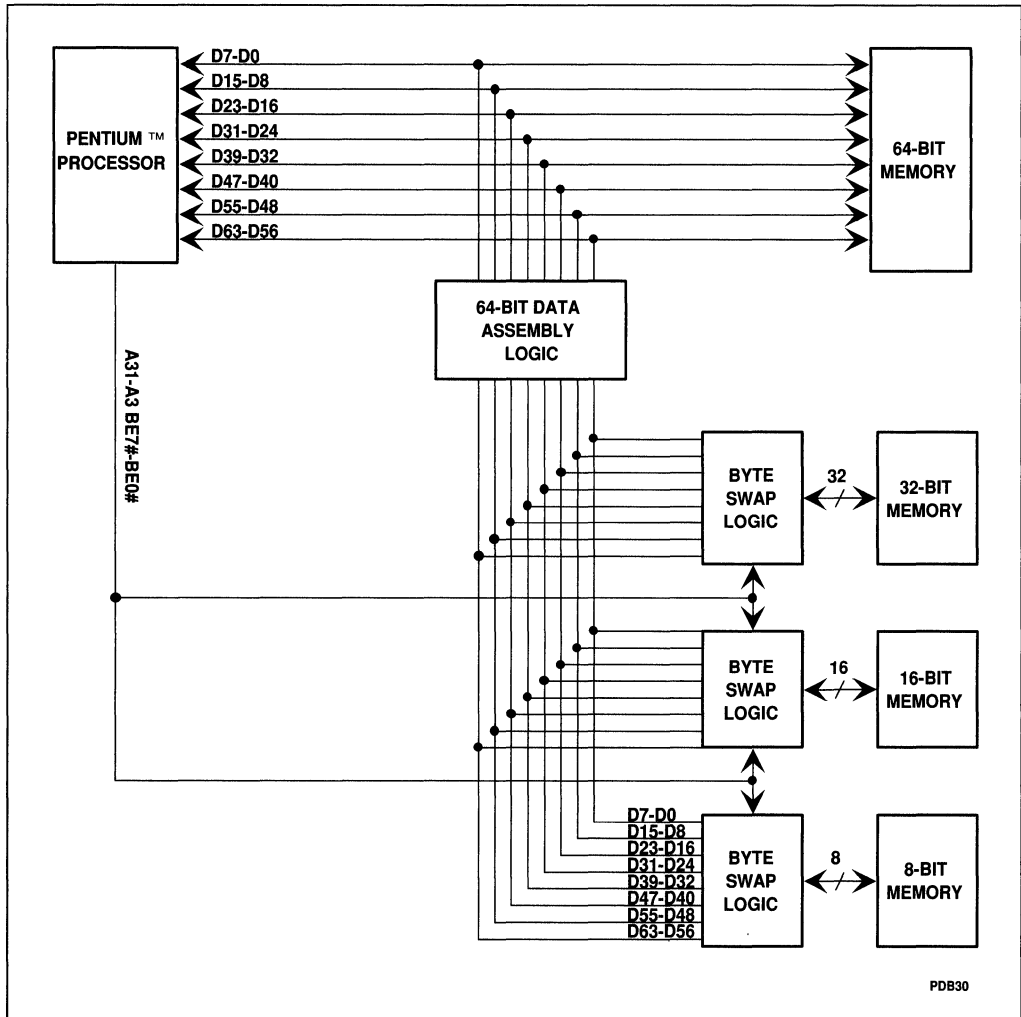 D7-D0
D15-D8
D23-D16
D31-D24
D39-D32
D47-D40
D55-D48
D63-D56
PENTIUM ™
PROCESSOR
64-BIT
MEMORY
64-BIT DATA
ASSEMBLY
LOGIC
A31-A3 BE7#-BE0#
BYTE
SWAP
LOGIC
32
32-BIT
MEMORY
BYTE
SWAP
LOGIC
16
16-BIT
MEMORY
D7-D0
D15-D8
D23-D16
D31-D24
D39-D32
D47-D40
D55-D48
D63-D56
BYTE
SWAP
LOGIC
8
8-BIT
MEMORY
PDB30